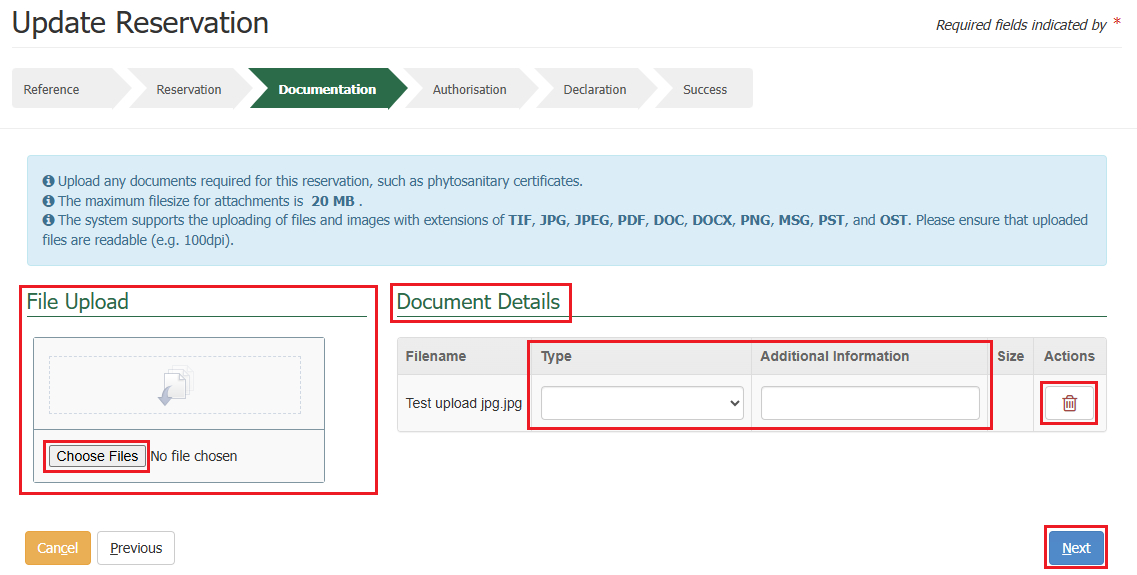 Update Reservation
Required fields indicated by *
Reference
Reservation
Documentation
Authorisation
Declaration
Success
Upload any documents required for this reservation, such as phytosanitary certificates.
The maximum filesize for attachments is 20 MB .
The system supports the uploading of files and images with extensions of TIF, JPG, JPEG, PDF, DOC, DOCX, PNG, MSG, PST, and OST. Please ensure that uploaded
files are readable (e.g. 100dpi).
File Upload
Choose Files No file chosen
Document Details
Filename Type Additional Information Size Actions
Test upload jpg.jpg
Cancel Previous Next